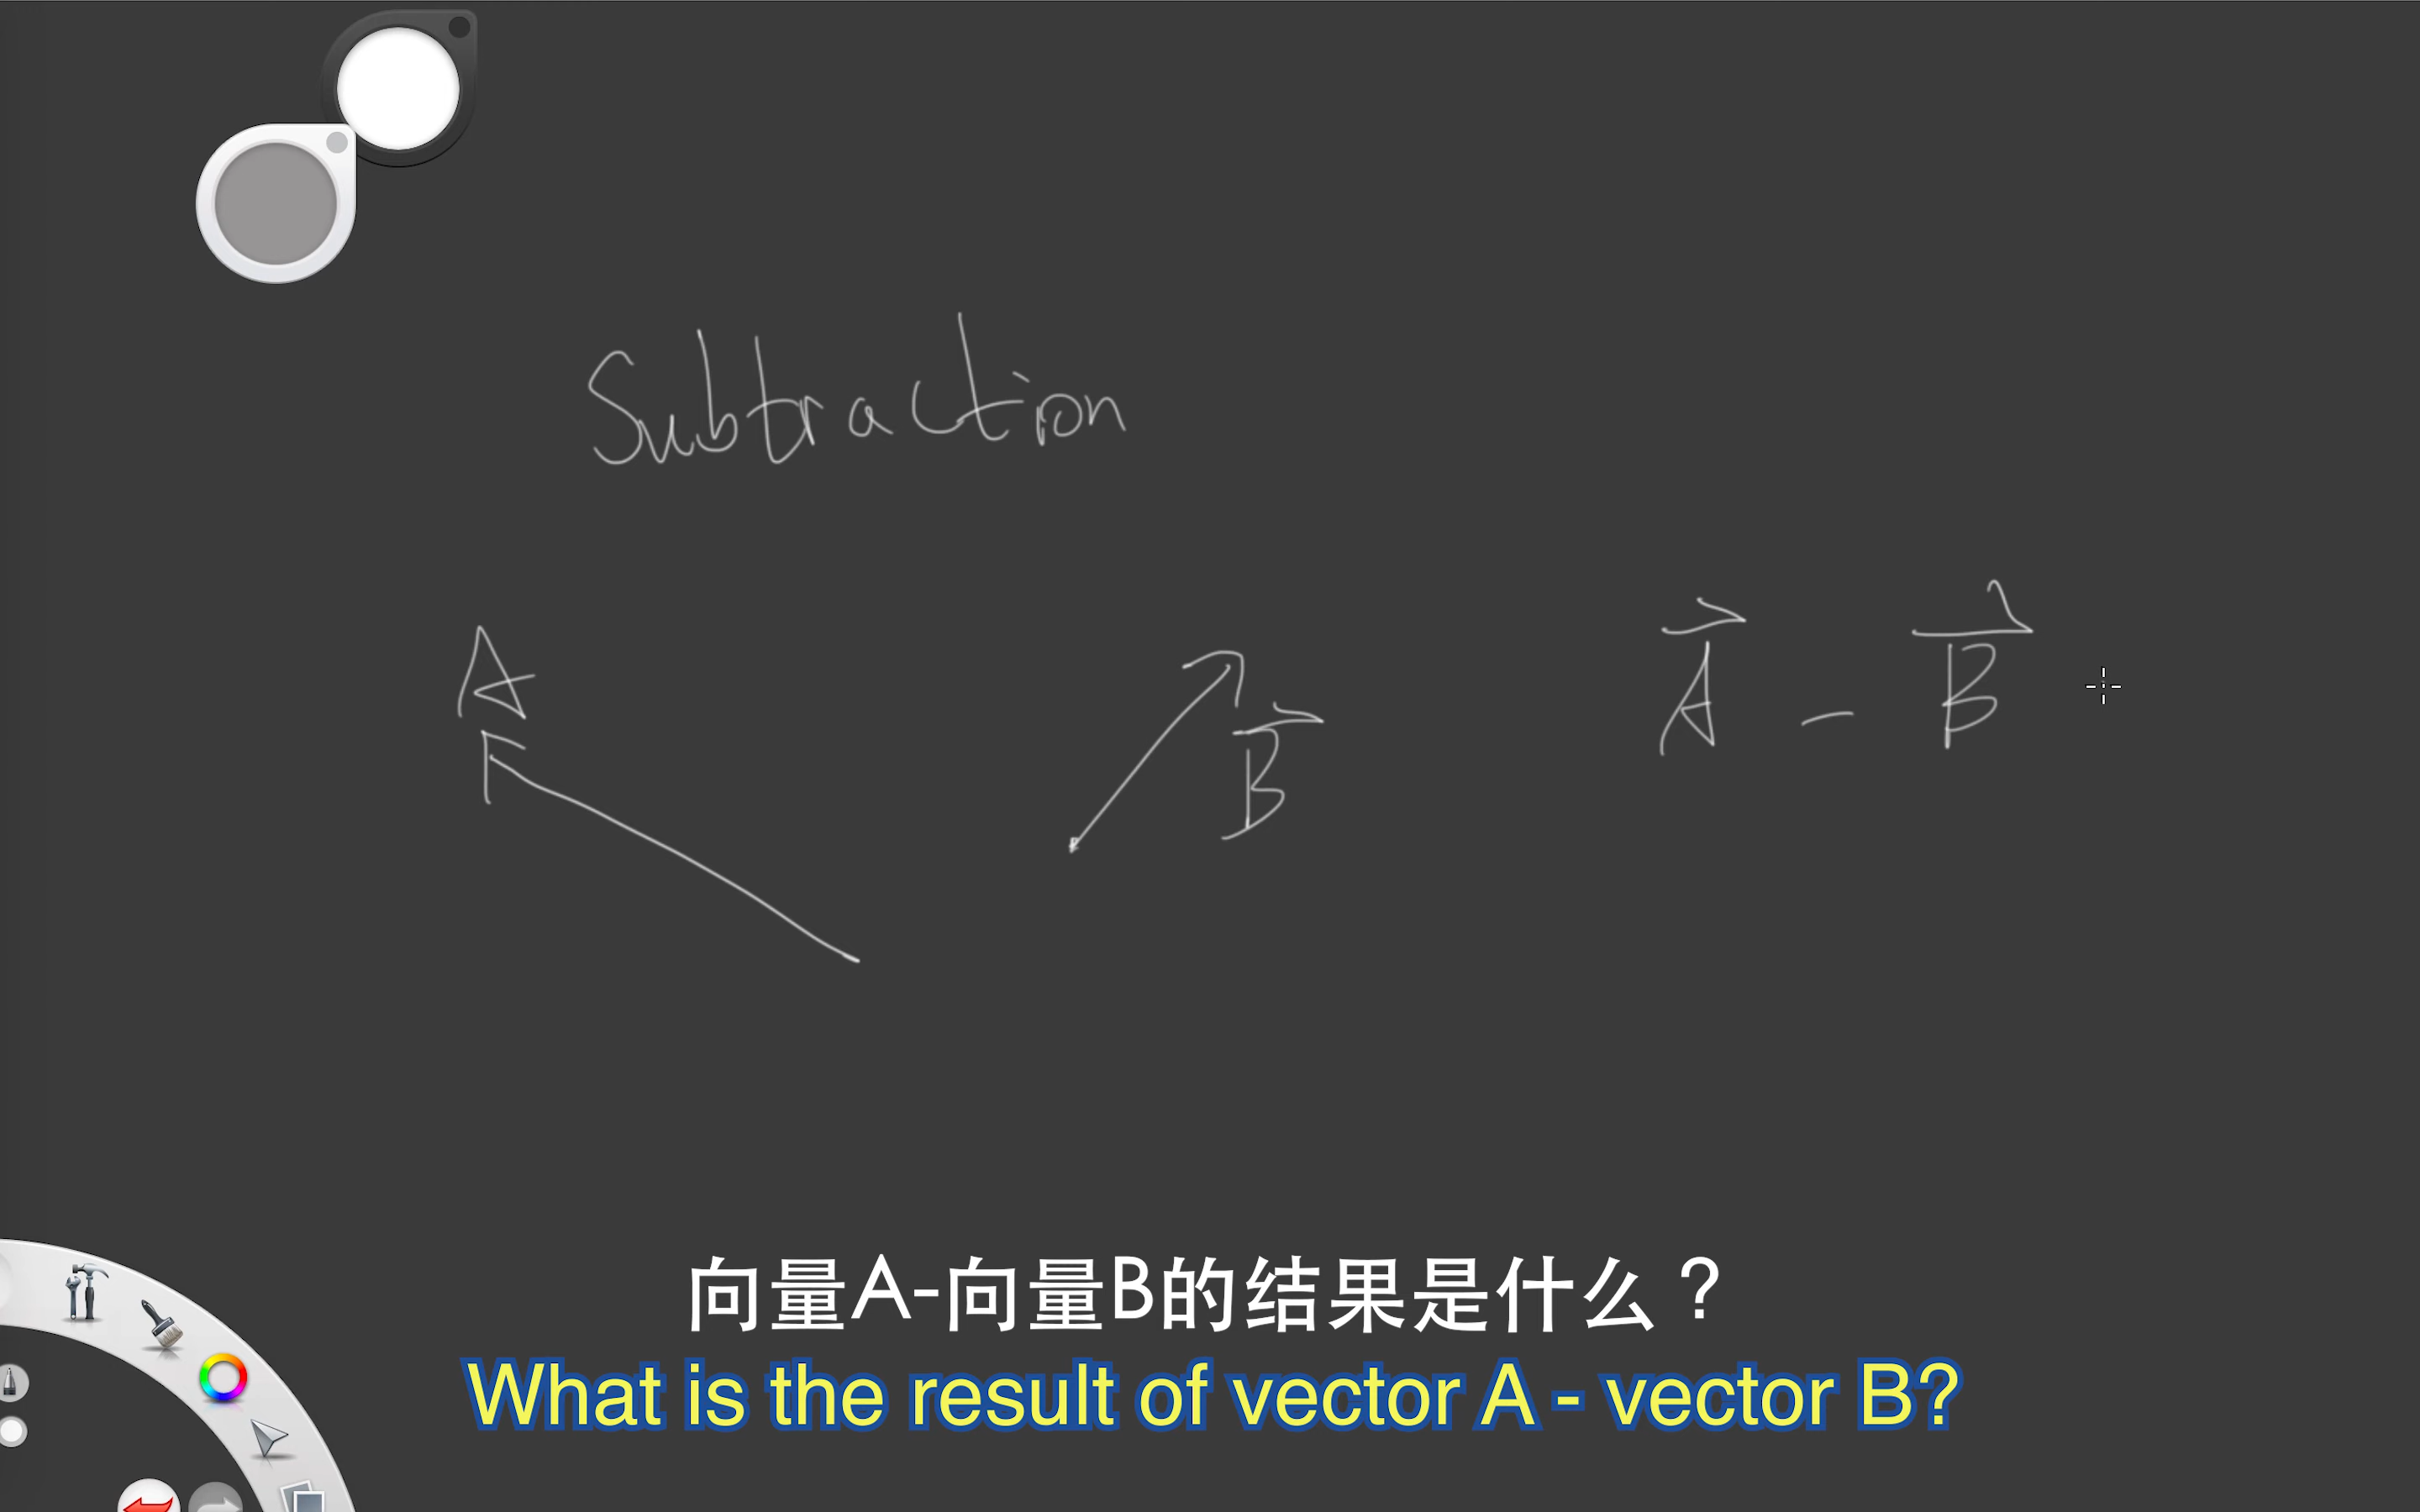 Subtraction
A
B
A - B
向量A-向量B的结果是什么？
What is the result of vector A - vector B?